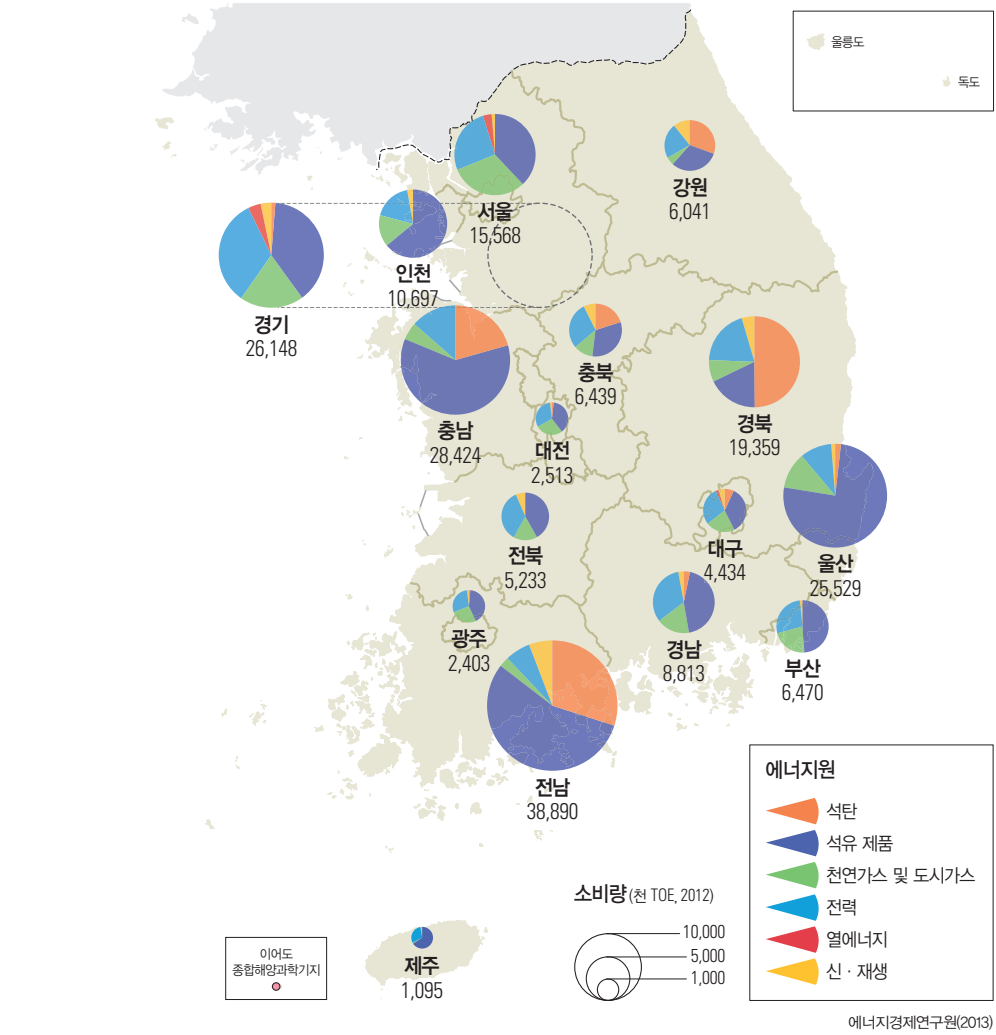 울릉도
독도
강원
6,041
서울
15,568
인천
10,697
경기
26,148
충북
6,439
경북
19,359
충남
28,424
대전
2,513
전북
5,233
대구
4,434
울산
25,529
광주
2,403
경남
8,813
부산
6,470
전남
38,890
제주
1,095
이어도
종합해양과학기지
소비량 (천 TOE, 2012)
10,000
5,000
1,000
에너지원
석탄
석유 제품
천연가스 및 도시가스
전력
열에너지
신 · 재생
에너지경제연구원(2013)